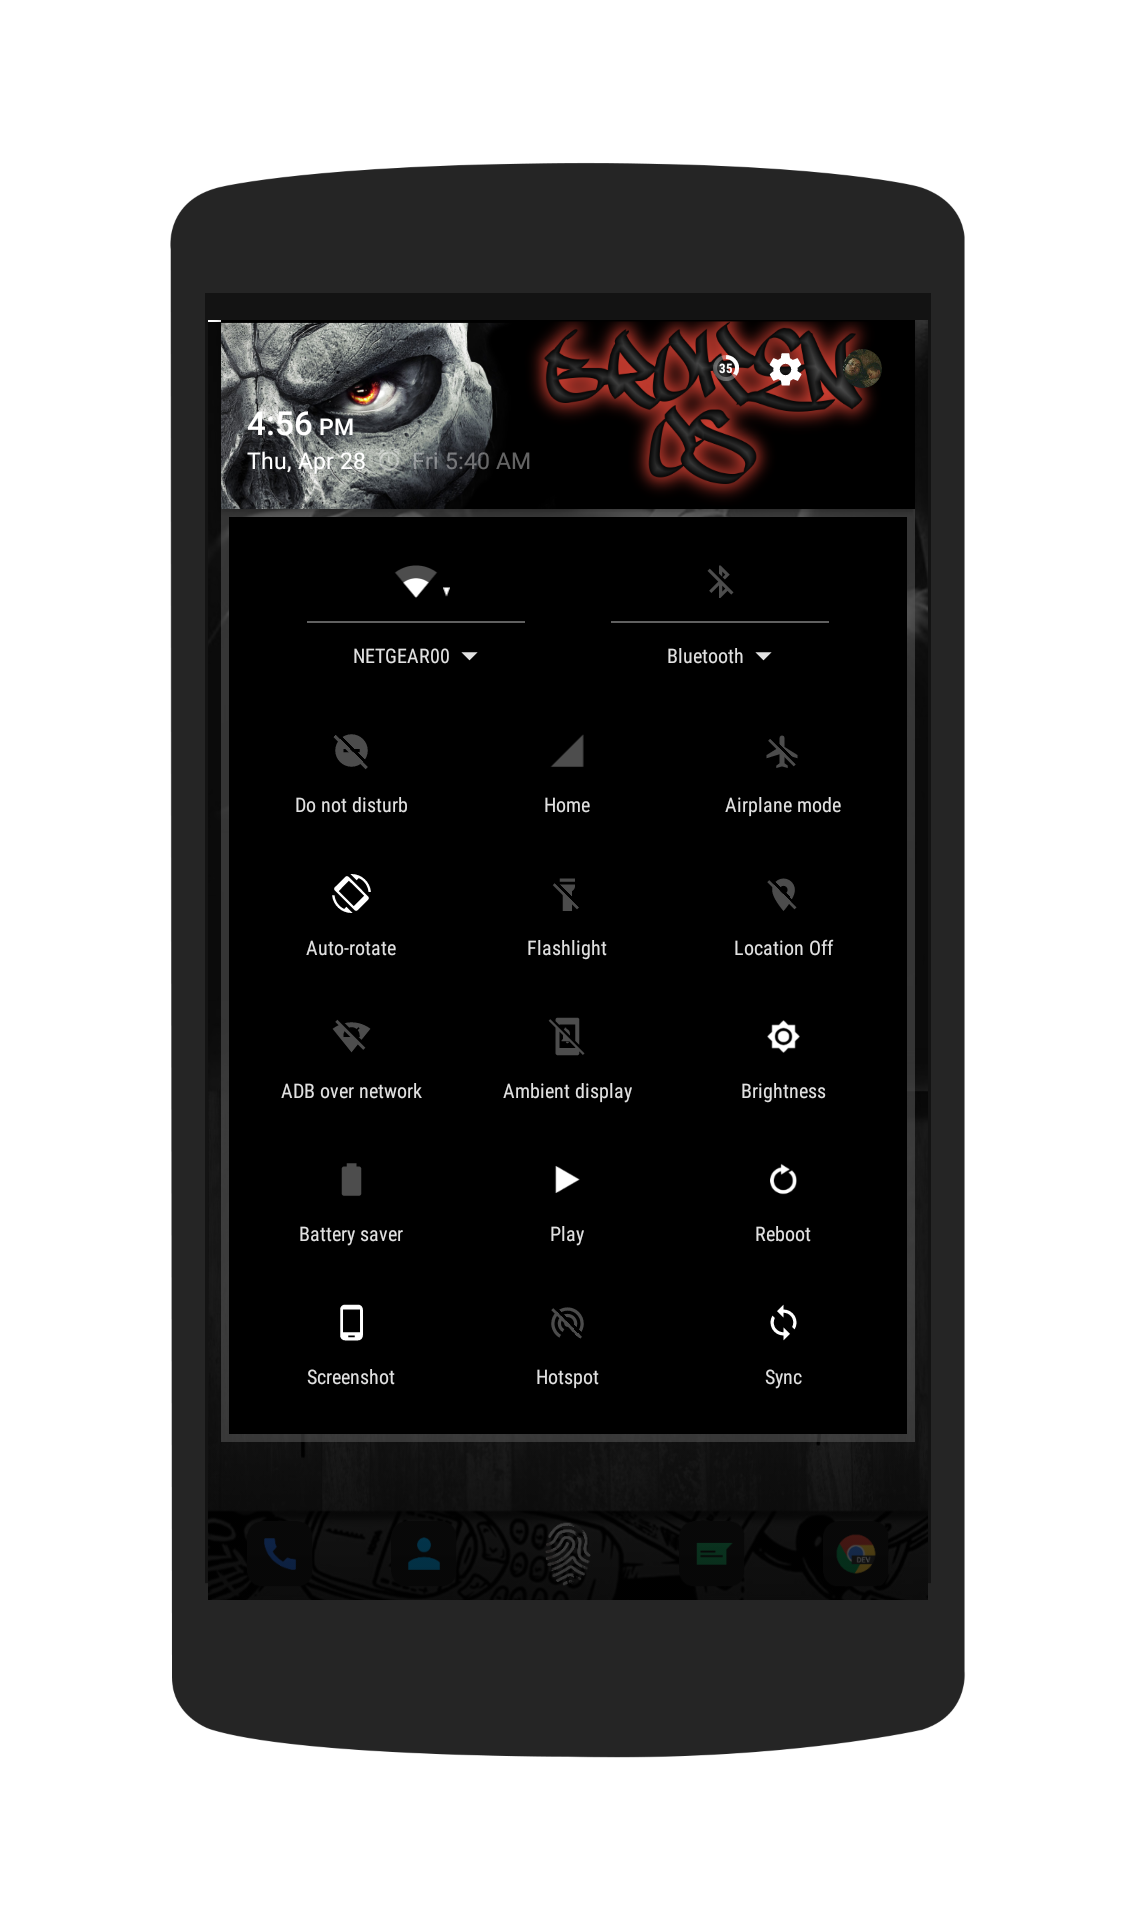 BROKEN
OS
35
4:56 PM
Thu, Apr 28 Fri 5:40 AM
NETGEAR00 Bluetooth
Do not disturb Home Airplane mode
Auto-rotate Flashlight Location Off
ADB over network Ambient display Brightness
Battery saver Play Reboot
Screenshot Hotspot Sync
DEV